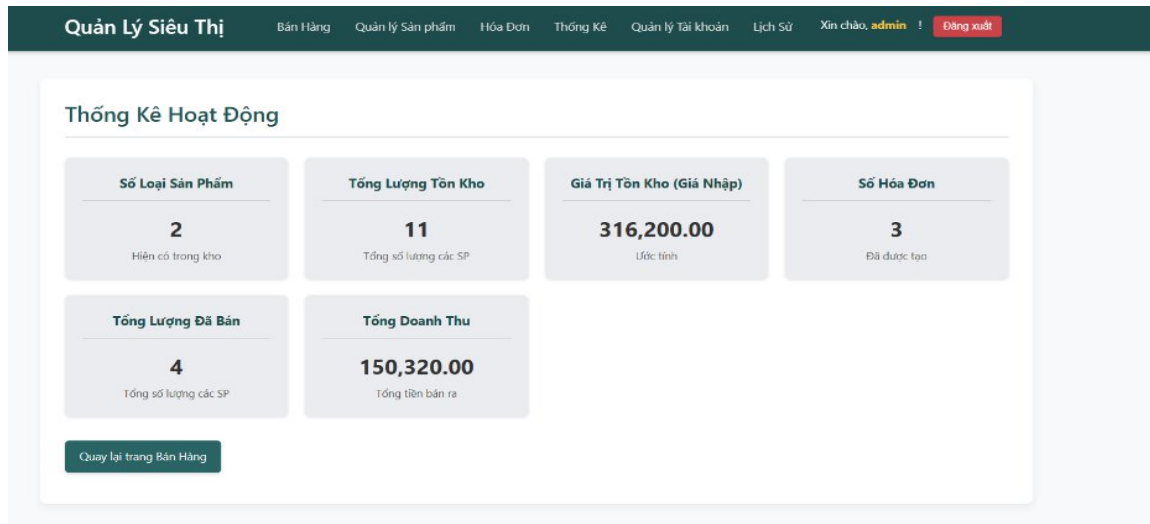 Quản Lý Siêu Thị Bán Hàng Quản lý Sản phẩm Hóa Đơn Thống Kê Quản lý Tài khoản Lịch Sử Xin chào, admin ! Đăng xuất
Thống Kê Hoạt Động
Số Loại Sản Phẩm Tổng Lượng Tồn Kho Giá Trị Tồn Kho (Giá Nhập) Số Hóa Đơn
2 11 316,200.00 3
Hiện có trong kho Tổng số lượng các SP Ước tính Đã được tạo
Tổng Lượng Đã Bán Tổng Doanh Thu
4 150,320.00
Tổng số lượng các SP Tổng tiền bán ra
Quay lại trang Bán Hàng